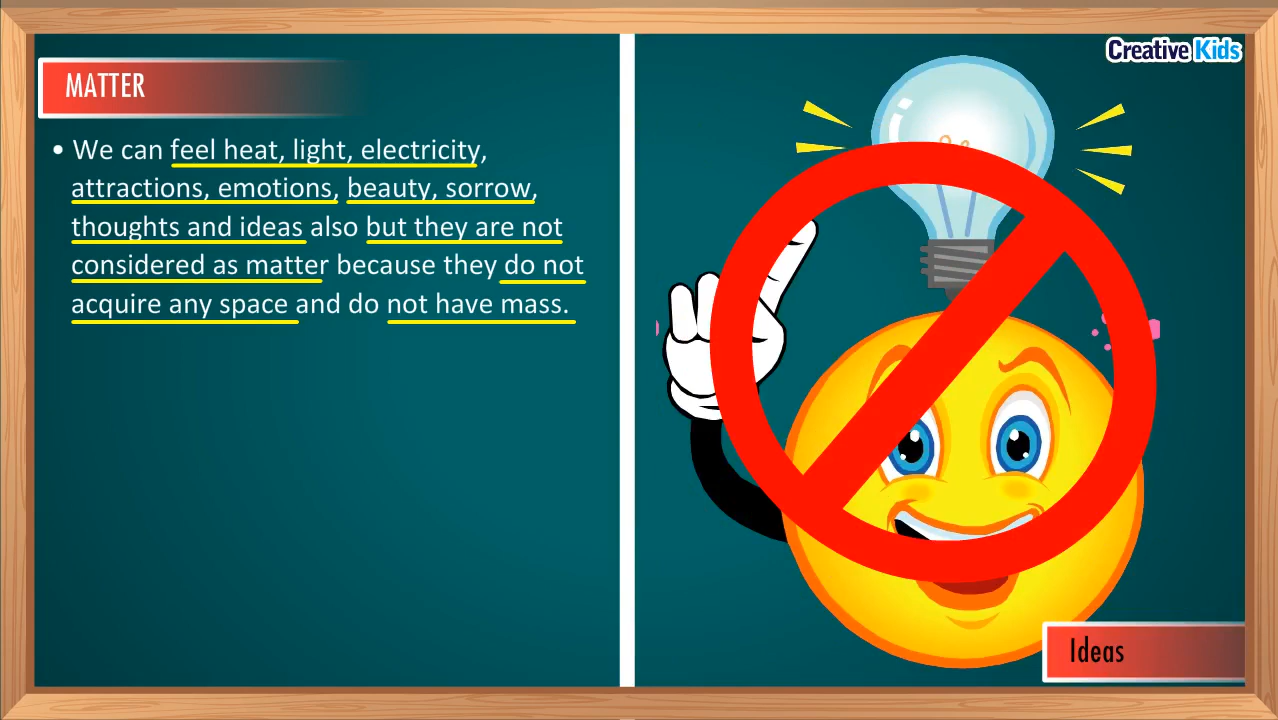 MATTER
• We can feel heat, light, electricity,
attractions, emotions, beauty, sorrow,
thoughts and ideas also but they are not
considered as matter because they do not
acquire any space and do not have mass.
Creative Kids
Ideas